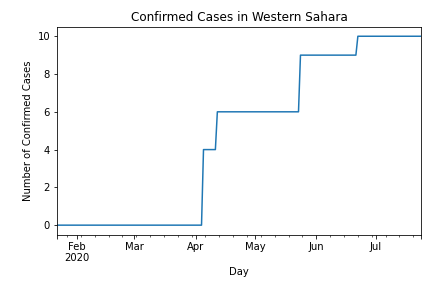 Confirmed Cases in Western Sahara
10
8
6
4
2
0
Number of Confirmed Cases
Feb Mar Apr May Jun Jul
2020
Day